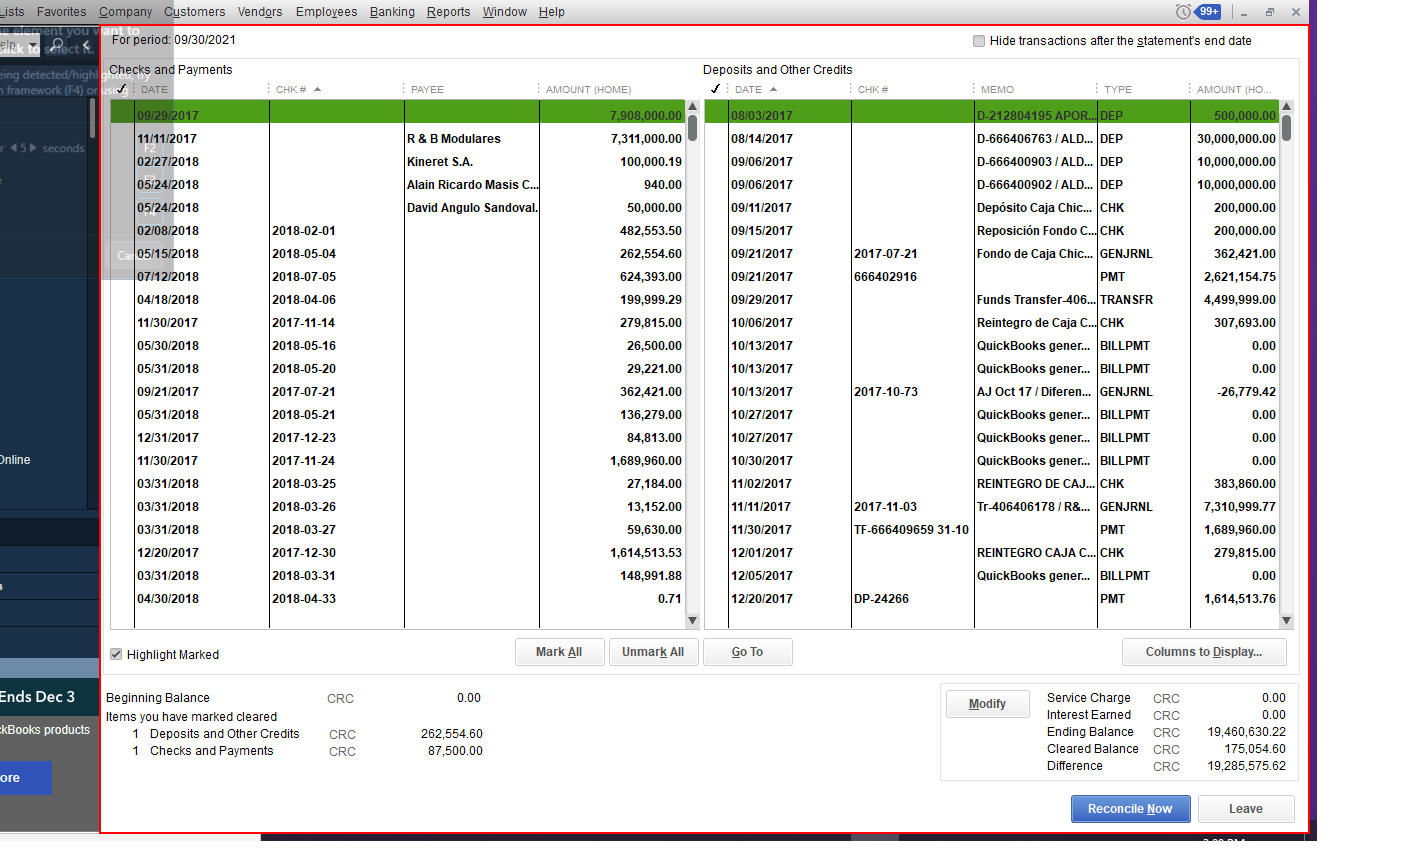 Lists Favorites Company Customers Vendors Employees Banking Reports Window Help 99+
e element you want to
click to select it.
elp
For period: 09/30/2021
Hide transactions after the statement's end date
eing detected/highlighted, try
n framework (F4) or using
Checks and Payments
Deposits and Other Credits
✓ DATE CHK # PAYEE AMOUNT (HOME)
✓ DATE CHK # MEMO TYPE AMOUNT (HO...
09/29/2017 7,908,000.00
08/03/2017 D-212804195 APOR... DEP 500,000.00
11/11/2017 R & B Modulares 7,311,000.00
08/14/2017 D-666406763 / ALD... DEP 30,000,000.00
r 5 seconds
F2
02/27/2018 Kineret S.A. 100,000.19
09/06/2017 D-666400903 / ALD... DEP 10,000,000.00
F3
05/24/2018 Alain Ricardo Masis C... 940.00
09/06/2017 D-666400902 / ALD... DEP 10,000,000.00
F4
05/24/2018 David Angulo Sandoval. 50,000.00
09/11/2017 Depósito Caja Chic... CHK 200,000.00
02/08/2018 2018-02-01 482,553.50
09/15/2017 Reposición Fondo C... CHK 200,000.00
Cancel
05/15/2018 2018-05-04 262,554.60
09/21/2017 2017-07-21 Fondo de Caja Chic... GENJRNL 362,421.00
07/12/2018 2018-07-05 624,393.00
09/21/2017 666402916 PMT 2,621,154.75
04/18/2018 2018-04-06 199,999.29
09/29/2017 Funds Transfer-406... TRANSFR 4,499,999.00
11/30/2017 2017-11-14 279,815.00
10/06/2017 Reintegro de Caja C... CHK 307,693.00
05/30/2018 2018-05-16 26,500.00
10/13/2017 QuickBooks gener... BILLPMT 0.00
05/31/2018 2018-05-20 29,221.00
10/13/2017 QuickBooks gener... BILLPMT 0.00
09/21/2017 2017-07-21 362,421.00
10/13/2017 2017-10-73 AJ Oct 17 / Diferen... GENJRNL -26,779.42
05/31/2018 2018-05-21 136,279.00
10/27/2017 QuickBooks gener... BILLPMT 0.00
12/31/2017 2017-12-23 84,813.00
10/27/2017 QuickBooks gener... BILLPMT 0.00
Online
11/30/2017 2017-11-24 1,689,960.00
10/30/2017 QuickBooks gener... BILLPMT 0.00
03/31/2018 2018-03-25 27,184.00
11/02/2017 REINTEGRO DE CAJ... CHK 383,860.00
03/31/2018 2018-03-26 13,152.00
11/11/2017 2017-11-03 Tr-406406178 / R&... GENJRNL 7,310,999.77
03/31/2018 2018-03-27 59,630.00
11/30/2017 TF-666409659 31-10 PMT 1,689,960.00
12/20/2017 2017-12-30 1,614,513.53
12/01/2017 REINTEGRO CAJA C... CHK 279,815.00
03/31/2018 2018-03-31 148,991.88
12/05/2017 QuickBooks gener... BILLPMT 0.00
04/30/2018 2018-04-33 0.71
12/20/2017 DP-24266 PMT 1,614,513.76
Highlight Marked
Mark All Unmark All Go To Columns to Display...
Ends Dec 3
ckBooks products
ore
Beginning Balance CRC 0.00
Items you have marked cleared
1 Deposits and Other Credits CRC 262,554.60
1 Checks and Payments CRC 87,500.00
Modify
Service Charge CRC 0.00
Interest Earned CRC 0.00
Ending Balance CRC 19,460,630.22
Cleared Balance CRC 175,054.60
Difference CRC 19,285,575.62
Reconcile Now Leave